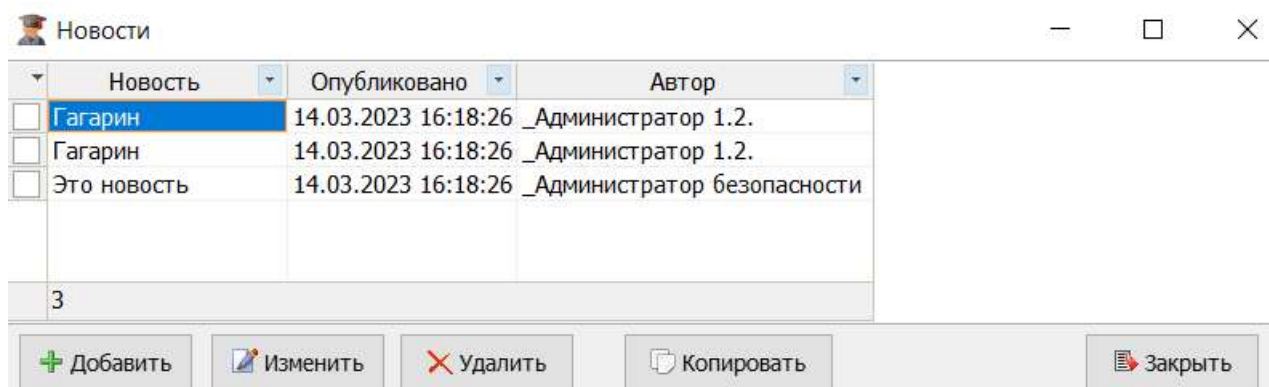 Новости
Новость Опубликовано Автор
Гагарин 14.03.2023 16:18:26 _Администратор 1.2.
Гагарин 14.03.2023 16:18:26 _Администратор 1.2.
Это новость 14.03.2023 16:18:26 _Администратор безопасности
3
Добавить Изменить Удалить Копировать Закрыть